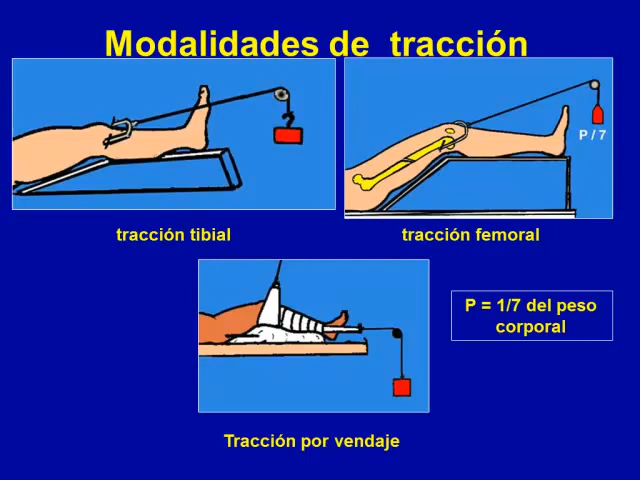 Modalidades de tracción
P / 7
tracción tibial
tracción femoral
P = 1/7 del peso
corporal
Tracción por vendaje